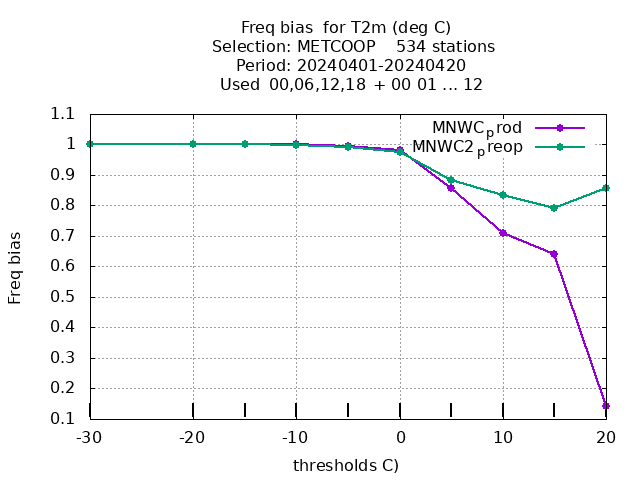 Freq bias  for T2m (deg C)
Selection: METCOOP    534 stations
Period: 20240401-20240420
Used  00,06,12,18  + 00 01 ... 12
1.1
1
0.9
0.8
0.7
0.6
0.5
0.4
0.3
0.2
0.1
Freq bias
MNWC_prod
MNWC2_preop
-30
-20
-10
0
10
20
thresholds C)